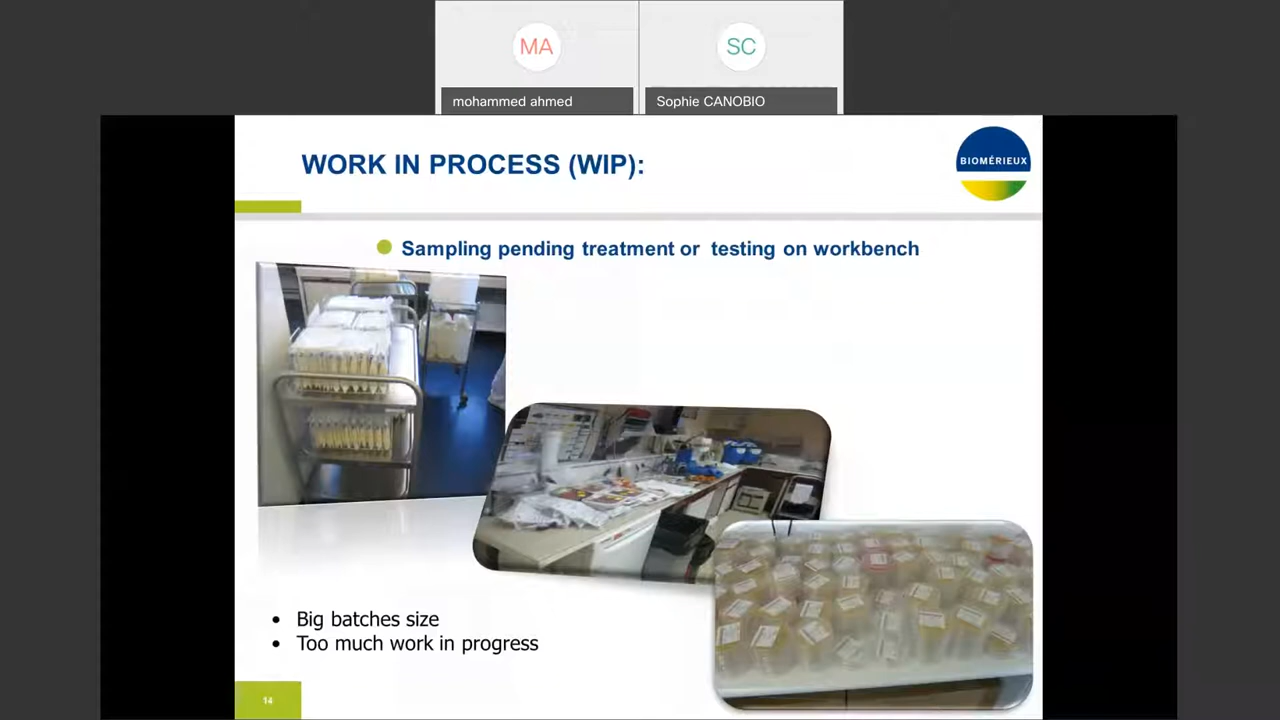 MA
SC
mohammed ahmed
Sophie CANOBIO
WORK IN PROCESS (WIP):
BIOMÉRIEUX
Sampling pending treatment or testing on workbench
• Big batches size
• Too much work in progress
14